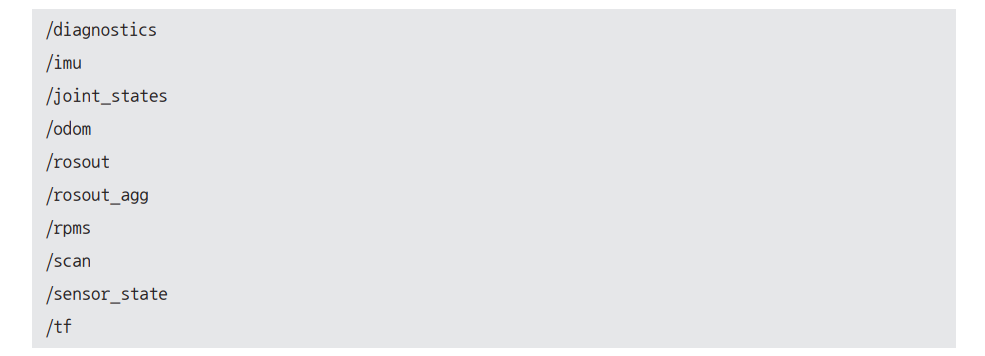 /diagnostics
/imu
/joint_states
/odom
/rosout
/rosout_agg
/rpms
/scan
/sensor_state
/tf